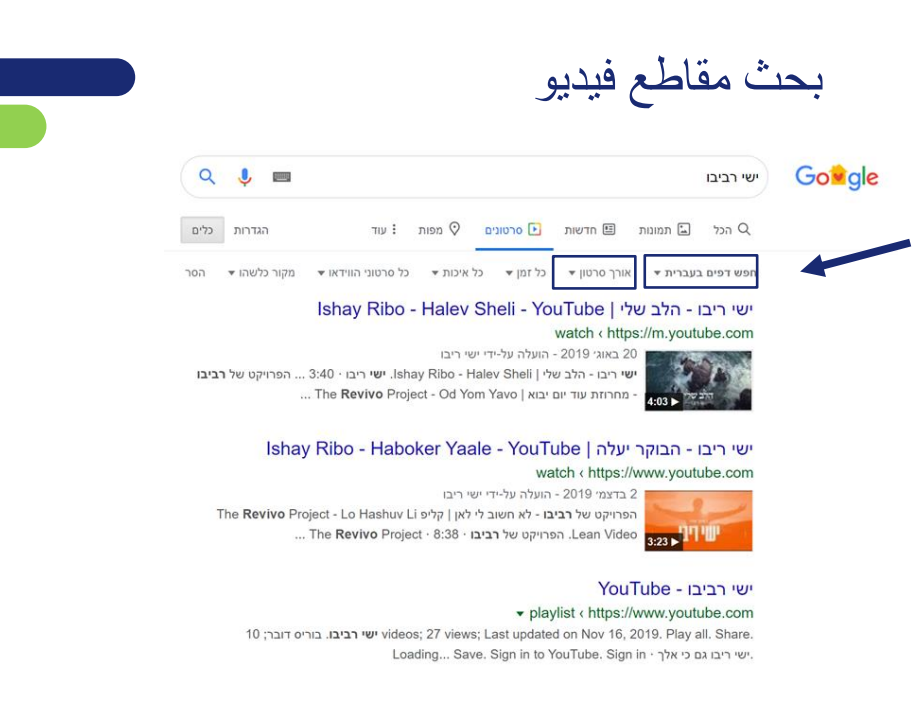 بحث مقاطع فيديو
Google
ישי רביבו
הכל תמונות חדשות סרטונים מפות עוד הגדרות כלים
חפש דפים בעברית אורך סרטון כל זמן כל איכות כל סרטוני הווידאו מקור כלשהו הסר
ישי ריבו - הלב שלי | Ishay Ribo - Halev Sheli - YouTube
watch ‹ https://m.youtube.com
20 באוג׳ 2019 - הועלה על-ידי ישי ריבו
ישי ריבו - הלב שלי | Ishay Ribo - Halev Sheli. ישי ריבו · 3:40 ... הפרויקט של רביבו
- מחרוזת עוד יום יבוא | The Revivo Project - Od Yom Yavo ...
הלב שלי
4:03
ישי ריבו - הבוקר יעלה | Ishay Ribo - Haboker Yaale - YouTube
watch ‹ https://www.youtube.com
2 בדצמ׳ 2019 - הועלה על-ידי ישי ריבו
הפרויקט של רביבו - לא חשוב לי לאן | קליפ The Revivo Project - Lo Hashuv Li
Lean Video. הפרויקט של רביבו · 8:38 · The Revivo Project ...
3:23
ישי רביבו - YouTube
playlist ‹ https://www.youtube.com
ישי רביבו. בוריס דובר; 10 videos; 27 views; Last updated on Nov 16, 2019. Play all. Share.
Loading... Save. Sign in to YouTube. Sign in · ישי ריבו גם כי אלך.